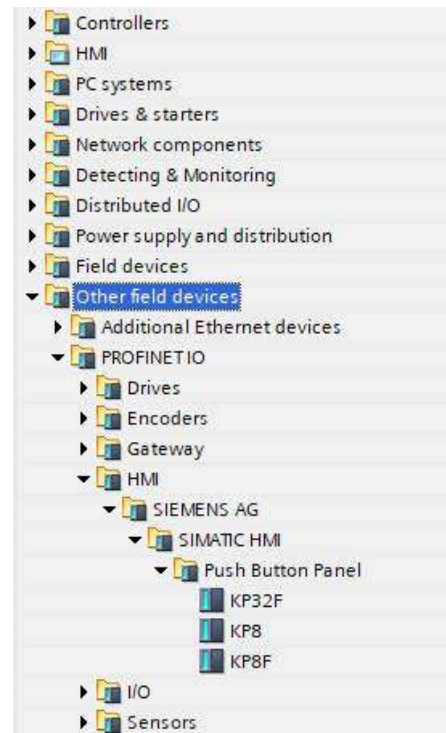 Controllers
HMI
PC systems
Drives & starters
Network components
Detecting & Monitoring
Distributed I/O
Power supply and distribution
Field devices
Other field devices
Additional Ethernet devices
PROFINET IO
Drives
Encoders
Gateway
HMI
SIEMENS AG
SIMATIC HMI
Push Button Panel
KP32F
KP8
KP8F
I/O
Sensors